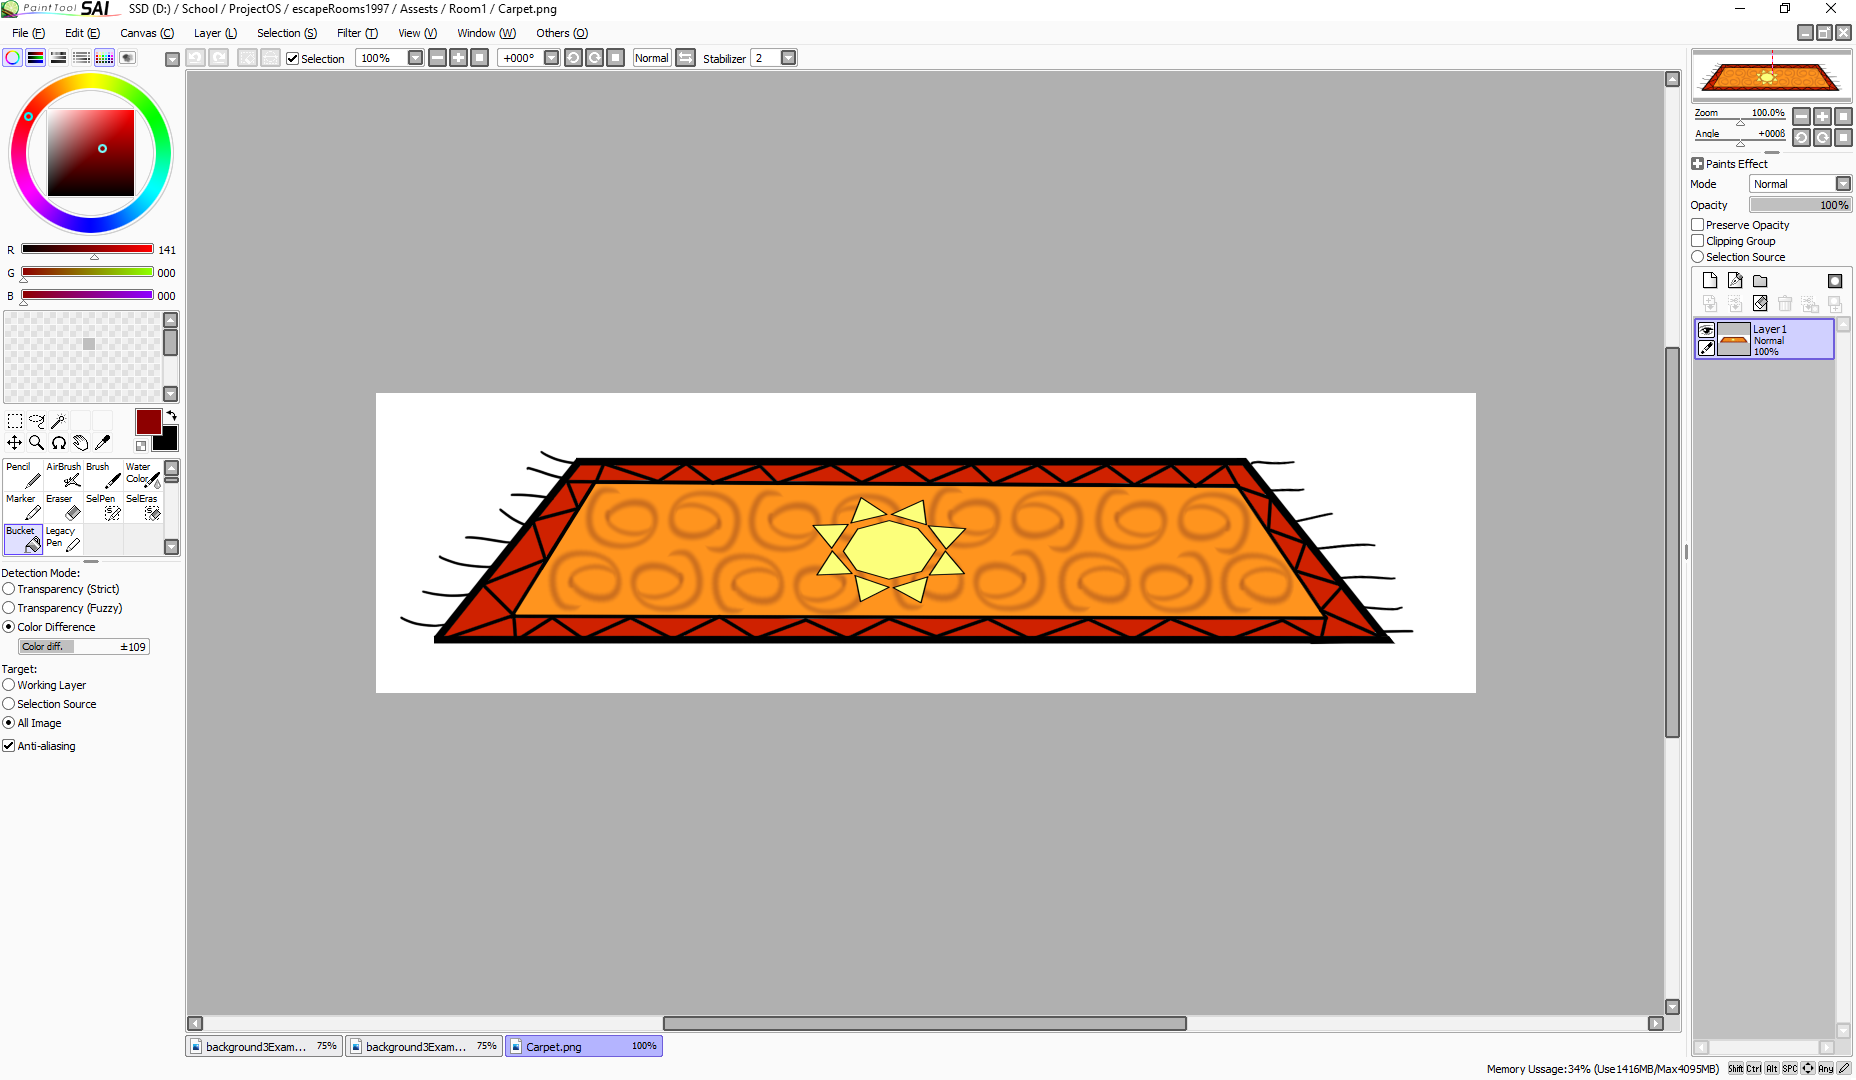 PaintTool SAI SSD (D:) / School / ProjectOS / escapeRooms1997 / Assests / Room1 / Carpet.png
File (F) Edit (E) Canvas (C) Layer (L) Selection (S) Filter (T) View (V) Window (W) Others (O)
Selection 100% +000° Normal Stabilizer 2
Zoom 100.0%
Angle +000ß
Paints Effect
Mode Normal
Opacity 100%
Preserve Opacity
Clipping Group
Selection Source
Layer1
Normal
100%
R 141
G 000
B 000
Pencil AirBrush Brush Water Color
Marker Eraser SelPen SelEras
Bucket Legacy Pen
Detection Mode:
Transparency (Strict)
Transparency (Fuzzy)
Color Difference
Color diff. ±109
Target:
Working Layer
Selection Source
All Image
Anti-aliasing
background3Exam... 75% background3Exam... 75% Carpet.png 100%
Memory Ussage:34% (Use1416MB/Max4095MB) Shift Ctrl Alt SPC Any